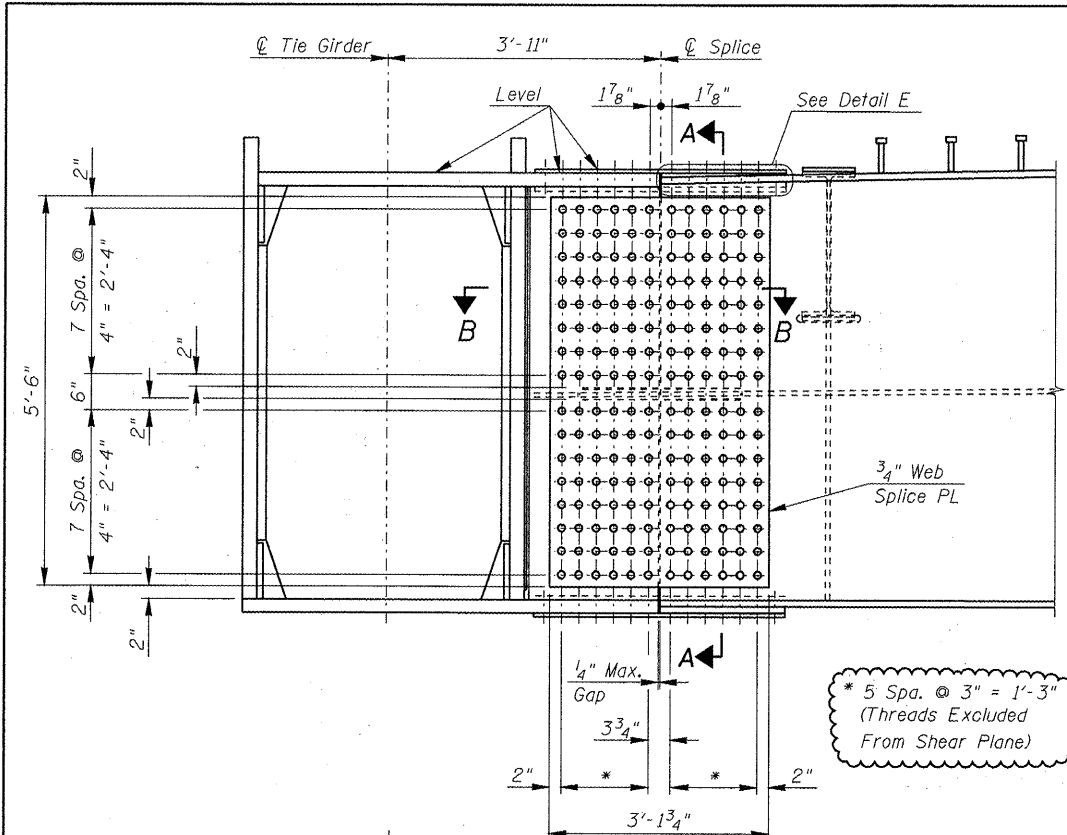 ℄ Tie Girder
3'-11"
℄ Splice
Level
1 7/8"
1 7/8"
See Detail E
A
2"
7 Spa. @
4" = 2'-4"
B
B
2"
5'-6"
6"
2"
7 Spa. @
4" = 2'-4"
3/4" Web
Splice PL
2"
2"
1/4" Max.
Gap
A
3 3/4"
* 5 Spa. @ 3" = 1'-3"
(Threads Excluded
From Shear Plane)
2"
*
*
2"
3'-1 3/4"